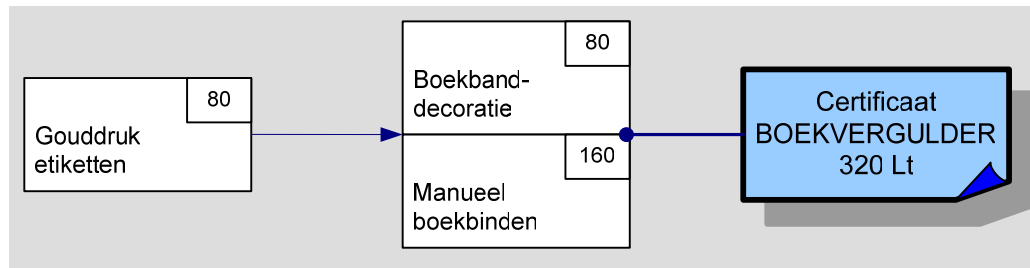 80
Gouddruk
etiketten
80
Boekband-
decoratie
160
Manueel
boekbinden
Certificaat
BOEKVERGULDER
320 Lt